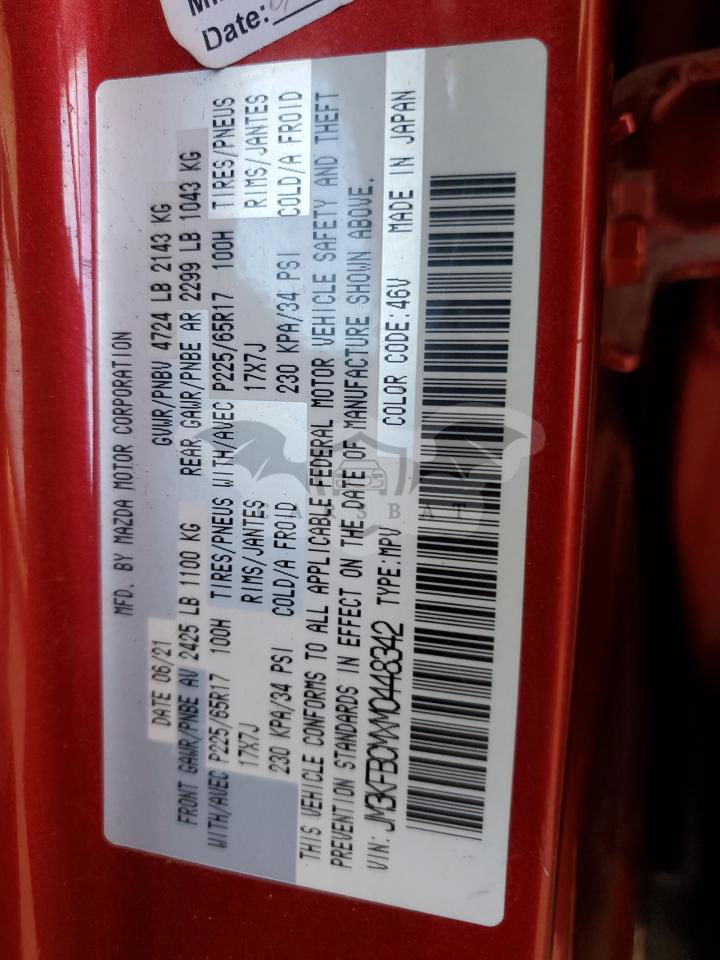 Date:
MFD. BY MAZDA MOTOR CORPORATION
DATE 06/21 GVWR/PNBV 4724 LB 2143 KG
FRONT GAWR/PNBE AV 2425 LB 1100 KG REAR GAWR/PNBE AR 2299 LB 1043 KG
WITH/AVEC P225/65R17 100H TIRES/PNEUS WITH/AVEC P225/65R17 100H TIRES/PNEUS
17X7J RIMS/JANTES 17X7J RIMS/JANTES
230 KPA/34 PSI COLD/A FROID 230 KPA/34 PSI COLD/A FROID
THIS VEHICLE CONFORMS TO ALL APPLICABLE FEDERAL MOTOR VEHICLE SAFETY AND THEFT
PREVENTION STANDARDS IN EFFECT ON THE DATE OF MANUFACTURE SHOWN ABOVE.
VIN: JM3KFBCMXM0448342 TYPE:MPV COLOR CODE:46V MADE IN JAPAN
CARSBAT